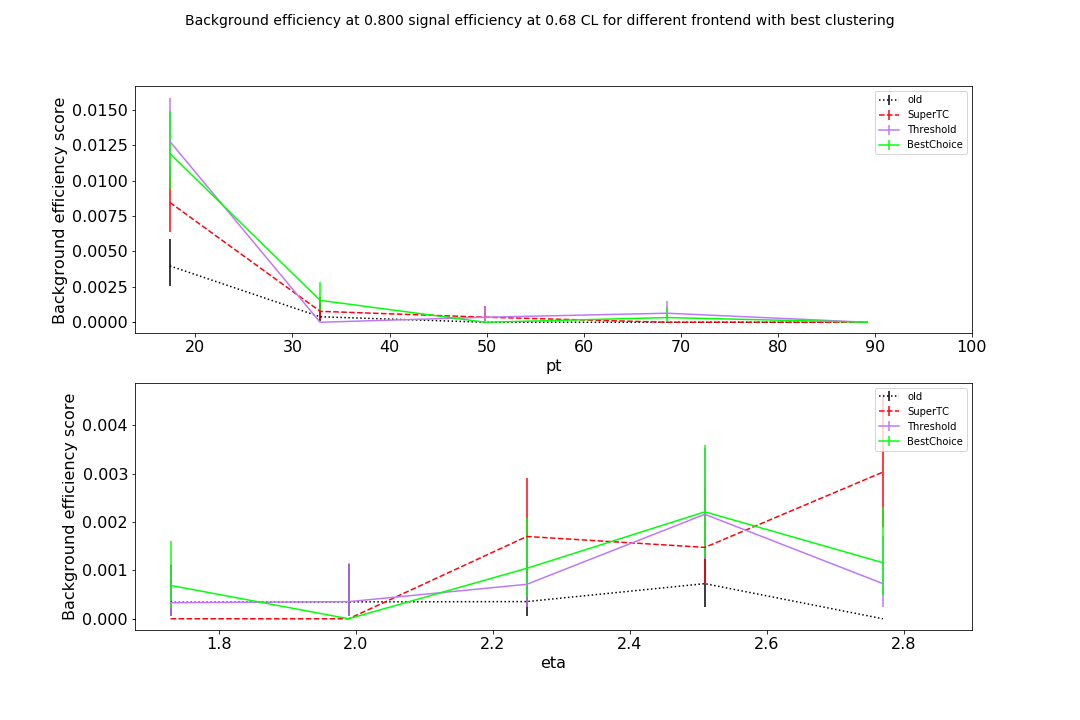 Background efficiency at 0.800 signal efficiency at 0.68 CL for different frontend with best clustering
Background efficiency score
0.0150
0.0125
0.0100
0.0075
0.0050
0.0025
0.0000
20 30 40 50 60 70 80 90 100
pt
old
SuperTC
Threshold
BestChoice
Background efficiency score
0.004
0.003
0.002
0.001
0.000
1.8 2.0 2.2 2.4 2.6 2.8
eta
old
SuperTC
Threshold
BestChoice